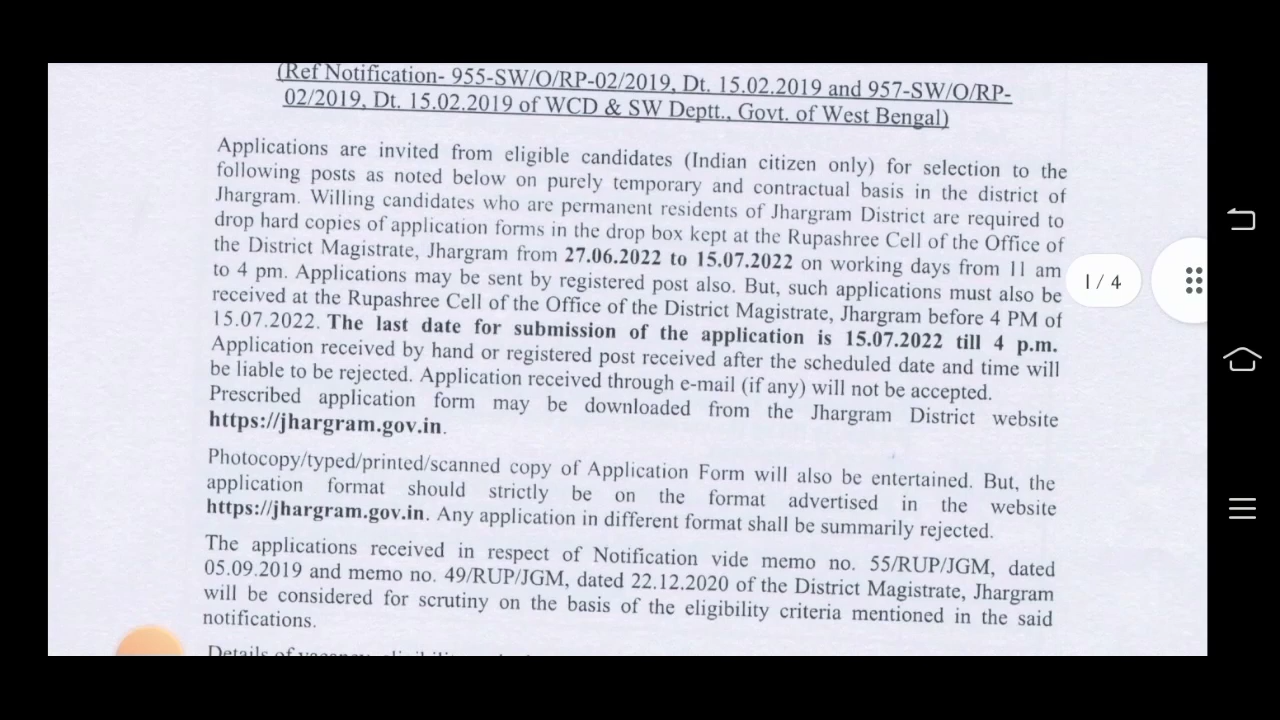 (Ref Notification- 955-SW/O/RP-02/2019, Dt. 15.02.2019 and 957-SW/O/RP-
02/2019, Dt. 15.02.2019 of WCD & SW Deptt., Govt. of West Bengal)
Applications are invited from eligible candidates (Indian citizen only) for selection to the
following posts as noted below on purely temporary and contractual basis in the district of
Jhargram. Willing candidates who are permanent residents of Jhargram District are required to
drop hard copies of application forms in the drop box kept at the Rupashree Cell of the Office of
the District Magistrate, Jhargram from 27.06.2022 to 15.07.2022 on working days from 11 am
to 4 pm. Applications may be sent by registered post also. But, such applications must also be
received at the Rupashree Cell of the Office of the District Magistrate, Jhargram before 4 PM of
15.07.2022. The last date for submission of the application is 15.07.2022 till 4 p.m.
Application received by hand or registered post received after the scheduled date and time will
be liable to be rejected. Application received through e-mail (if any) will not be accepted.
Prescribed application form may be downloaded from the Jhargram District website
https://jhargram.gov.in.
Photocopy/typed/printed/scanned copy of Application Form will also be entertained. But, the
application format should strictly be on the format advertised in the website
https://jhargram.gov.in. Any application in different format shall be summarily rejected.
The applications received in respect of Notification vide memo no. 55/RUP/JGM, dated
05.09.2019 and memo no. 49/RUP/JGM, dated 22.12.2020 of the District Magistrate, Jhargram
will be considered for scrutiny on the basis of the eligibility criteria mentioned in the said
notifications.
Details of vacancy, eligibility
1 / 4